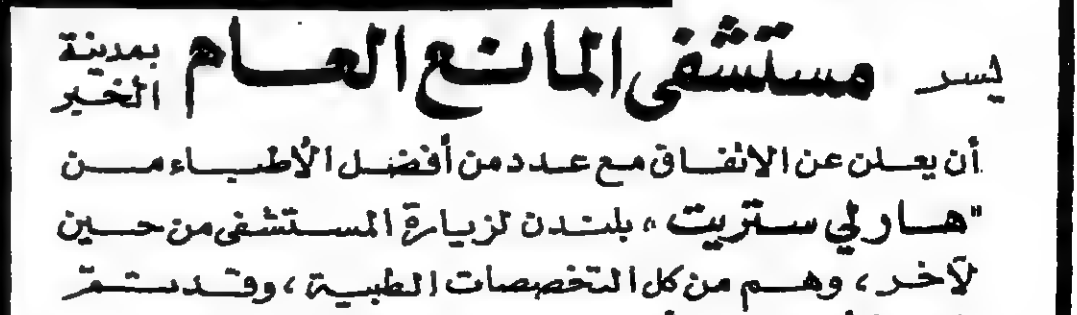 يسر مستشفى المانع العام بمدينة الخبر
أن يعلن عن الاتفاق مع عدد من أفضل الأطباء من
"هارلي ستريت" بلندن لزيارة المستشفى من حين
لآخر، وهم من كل التخصصات الطبية، وقد ستمّ